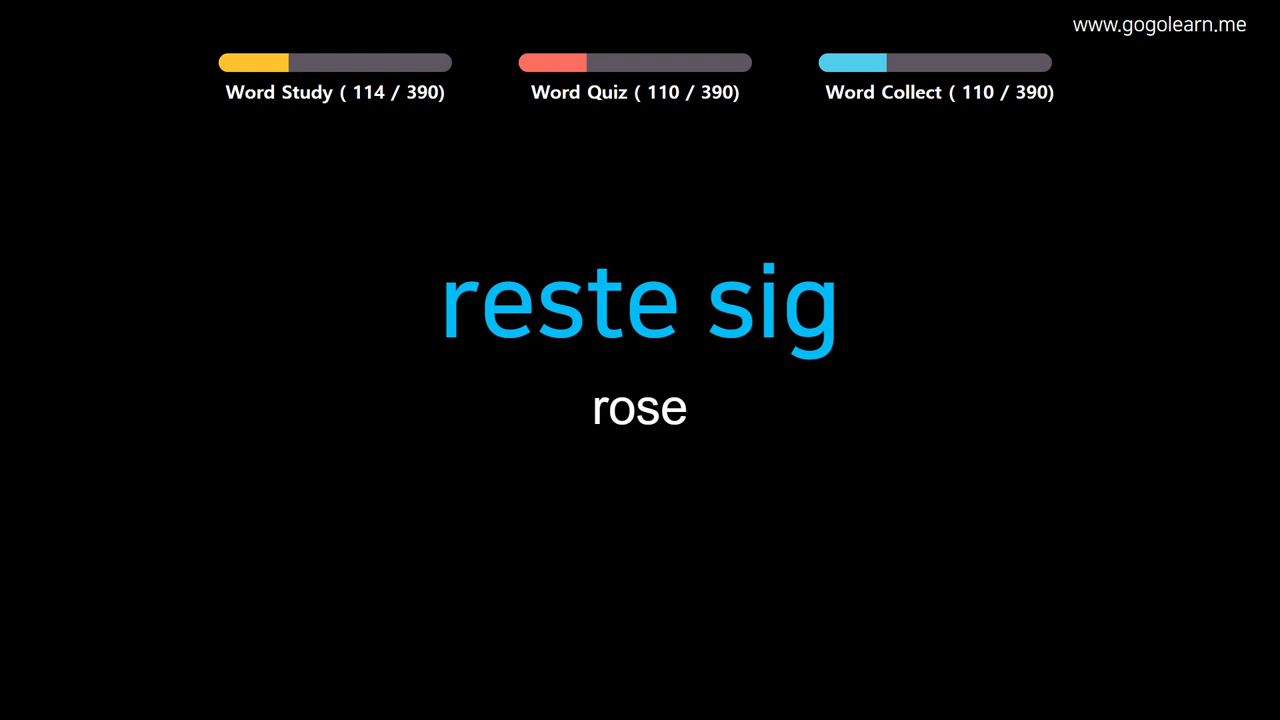 www.gogolearn.me
Word Study ( 114 / 390)
Word Quiz ( 110 / 390)
Word Collect ( 110 / 390)
reste sig
rose